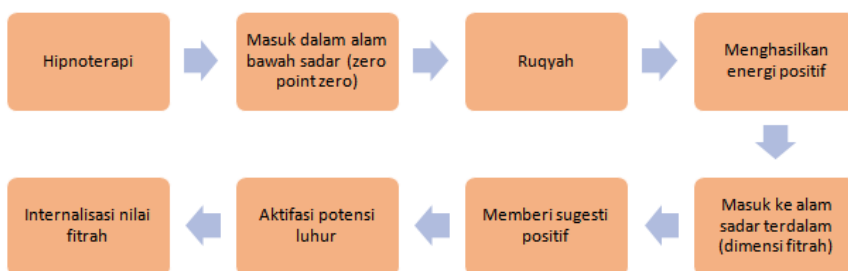 Hipnoterapi
Masuk dalam alam
bawah sadar (zero
point zero)
Ruqyah
Menghasilkan
energi positif
Masuk ke alam
sadar terdalam
(dimensi fitrah)
Memberi sugesti
positif
Aktifasi potensi
luhur
Internalisasi nilai
fitrah